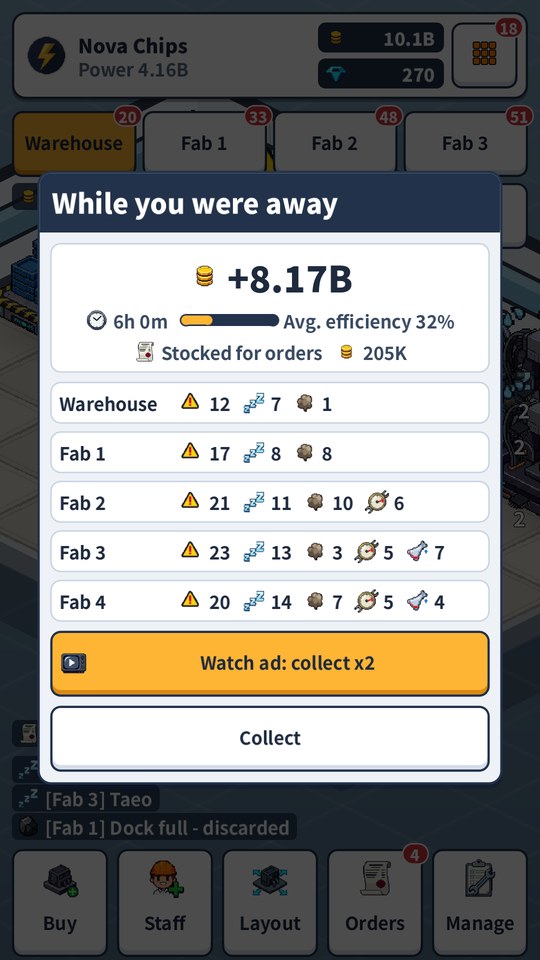 Nova Chips
Power 4.16B
10.1B
270
18
Warehouse
20
Fab 1
33
Fab 2
48
Fab 3
51
While you were away
+8.17B
6h 0m
Avg. efficiency 32%
Stocked for orders 205K
Warehouse 12 7 1
Fab 1 17 8 8
Fab 2 21 11 10 6
Fab 3 23 13 3 5 7
Fab 4 20 14 7 5 4
Watch ad: collect x2
Collect
2
2
2
[Fab 3] Taeo
[Fab 1] Dock full - discarded
Buy
Staff
Layout
Orders
4
Manage